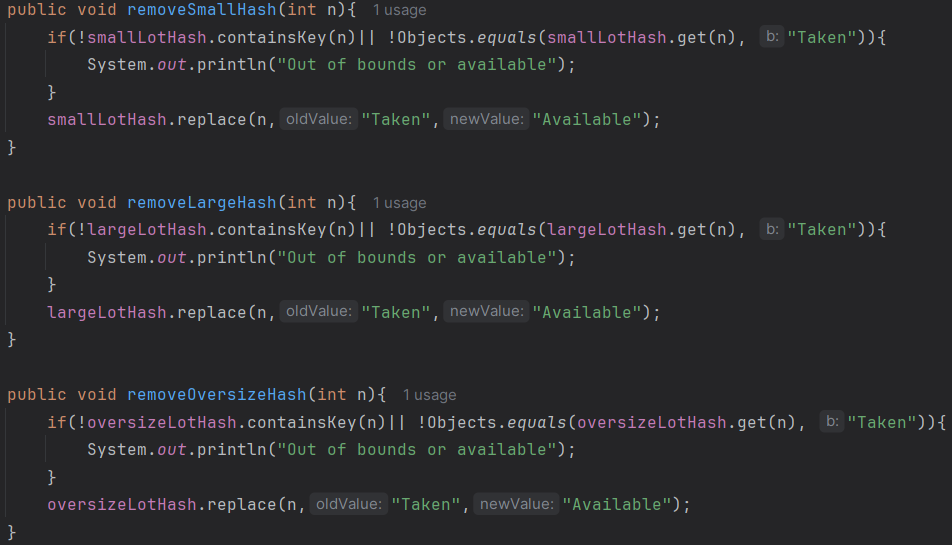 public void removeSmallHash(int n){ 1 usage
if(!smallLotHash.containsKey(n)|| !Objects.equals(smallLotHash.get(n), b: "Taken")){
System.out.println("Out of bounds or available");
}
smallLotHash.replace(n, oldValue: "Taken", newValue: "Available");
}
public void removeLargeHash(int n){ 1 usage
if(!largeLotHash.containsKey(n)|| !Objects.equals(largeLotHash.get(n), b: "Taken")){
System.out.println("Out of bounds or available");
}
largeLotHash.replace(n, oldValue: "Taken", newValue: "Available");
}
public void removeOversizeHash(int n){ 1 usage
if(!oversizeLotHash.containsKey(n)|| !Objects.equals(oversizeLotHash.get(n), b: "Taken")){
System.out.println("Out of bounds or available");
}
oversizeLotHash.replace(n, oldValue: "Taken", newValue: "Available");
}